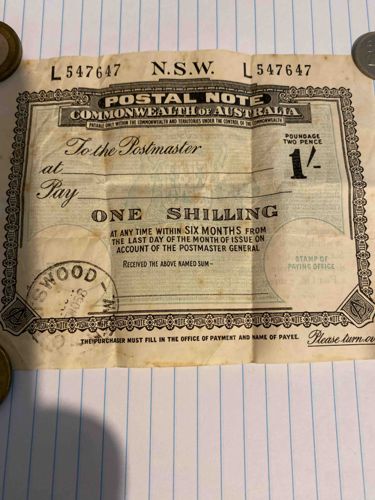 L547647 N.S.W. L547647
POSTAL NOTE
COMMONWEALTH OF AUSTRALIA
PAYABLE ONLY WITHIN THE COMMONWEALTH AND TERRITORIES UNDER THE CONTROL OF THE COMMONWEALTH
POUNDAGE
TWO PENCE
1/-
To the Postmaster
at
Pay
ONE SHILLING
AT ANY TIME WITHIN SIX MONTHS FROM
THE LAST DAY OF THE MONTH OF ISSUE ON
ACCOUNT OF THE POSTMASTER GENERAL
RECEIVED THE ABOVE NAMED SUM—
STAMP OF
PAYING OFFICE
SWOOD
THE PURCHASER MUST FILL IN THE OFFICE OF PAYMENT AND NAME OF PAYEE.
Please turn ov